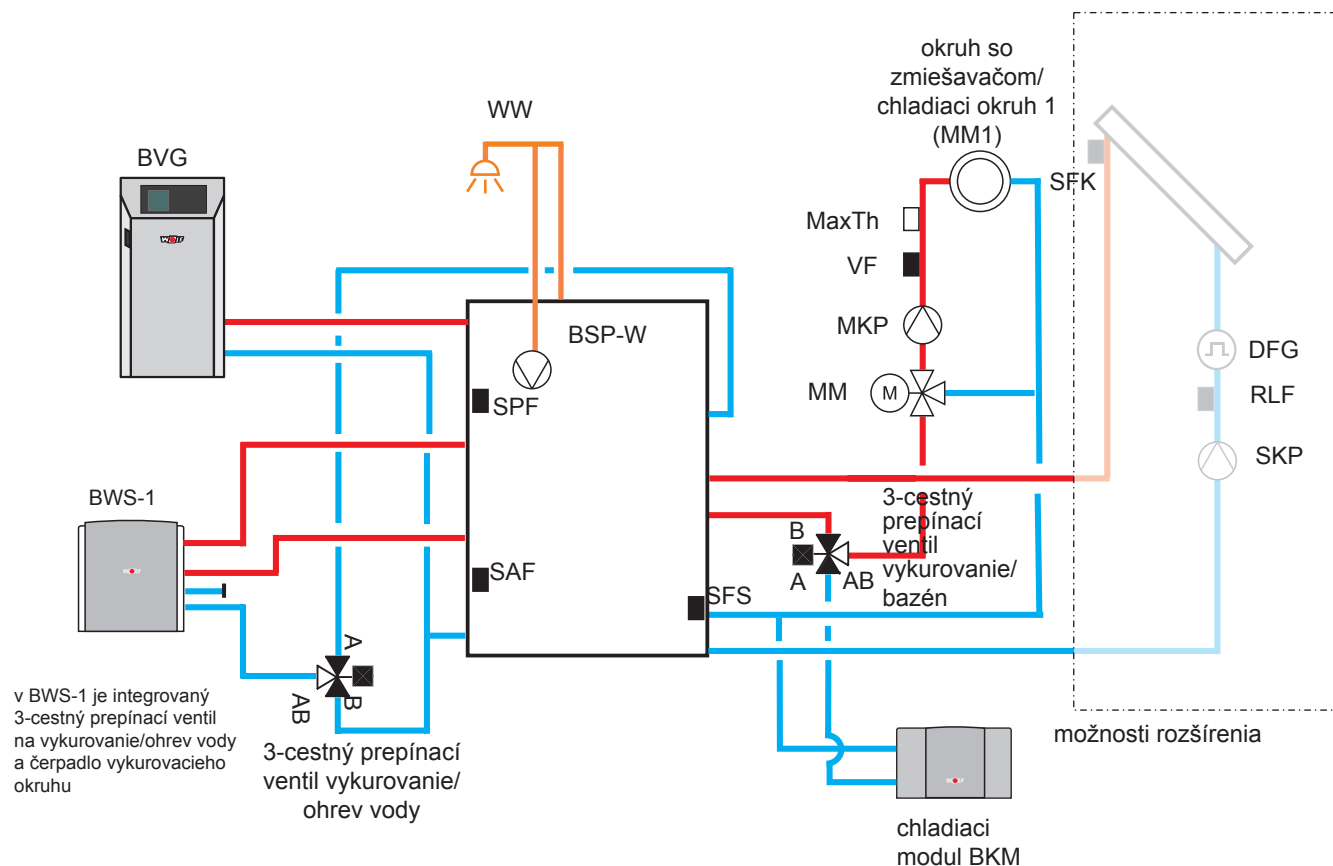 okruh so
zmiešavačom/
chladiaci okruh 1
(MM1)
WW
BVG
WOLF
SFK
MaxTh
VF
BSP-W
MKP
DFG
SPF
MM
M
RLF
SKP
BWS-1
3-cestný
prepínací
ventil
vykurovanie/
bazén
B
A
AB
SAF
SFS
A
B
AB
v BWS-1 je integrovaný
3-cestný prepínací ventil
na vykurovanie/ohrev vody
a čerpadlo vykurovacieho
okruhu
3-cestný prepínací
ventil vykurovanie/
ohrev vody
možnosti rozšírenia
chladiaci
modul BKM